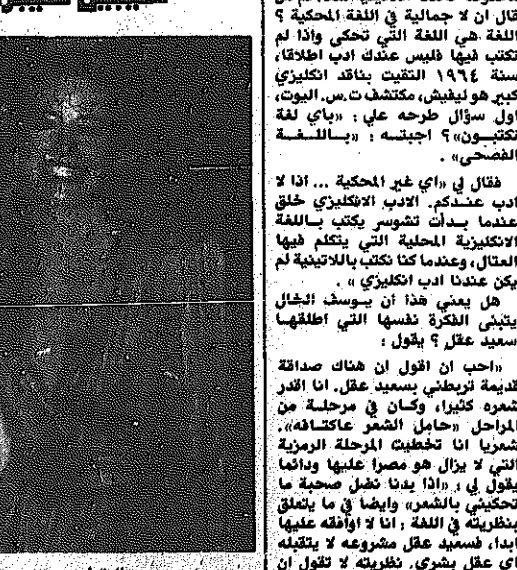 قال ان لا جمالية في اللغة المحكية ؟
اللغة هي اللغة التي تحكى واذا لم
تكتب فيها فليس عندك ادب اطلاقا،
سنة ١٩٦٤ التقيت بناقد انكليزي
كبير هو ليفيش، مكتشف ت.س. اليوت،
اول سؤال طرحه علي : «باي لغة
تكتبون»؟ اجبته : «باللغة
الفصحى» .
فقال لي «اي غير المحكية ... اذا لا
ادب عندكم. الادب الانكليزي خلق
عندما بدأت تشوسر يكتب باللغة
الانكليزية المحلية التي يتكلم فيها
العتال، وعندما كنا نكتب باللاتينية لم
يكن عندنا ادب انكليزي » .
هل يعني هذا ان يوسف الخال
يتبنى الفكرة نفسها التي اطلقها
سعيد عقل ؟ يقول :
«احب ان اقول ان هناك صداقة
قديمة تربطني بسعيد عقل. انا اقدر
شعره كثيرا، وكان في مرحلة من
المراحل «حامل الشعر عاكتافه».
شعريا انا تخطيت المرحلة الرمزية
التي لا يزال هو مصرا عليها ودائما
يقول لي : «اذا بدنا نضل صحبة ما
تحكيني بالشعر» وايضا في ما يتعلق
بنظريته في اللغة : انا لا اوافقه عليها
ابدا، فسعيد عقل مشروعه لا يتقبله
اي عقل بشري. نظريته لا تقول ان